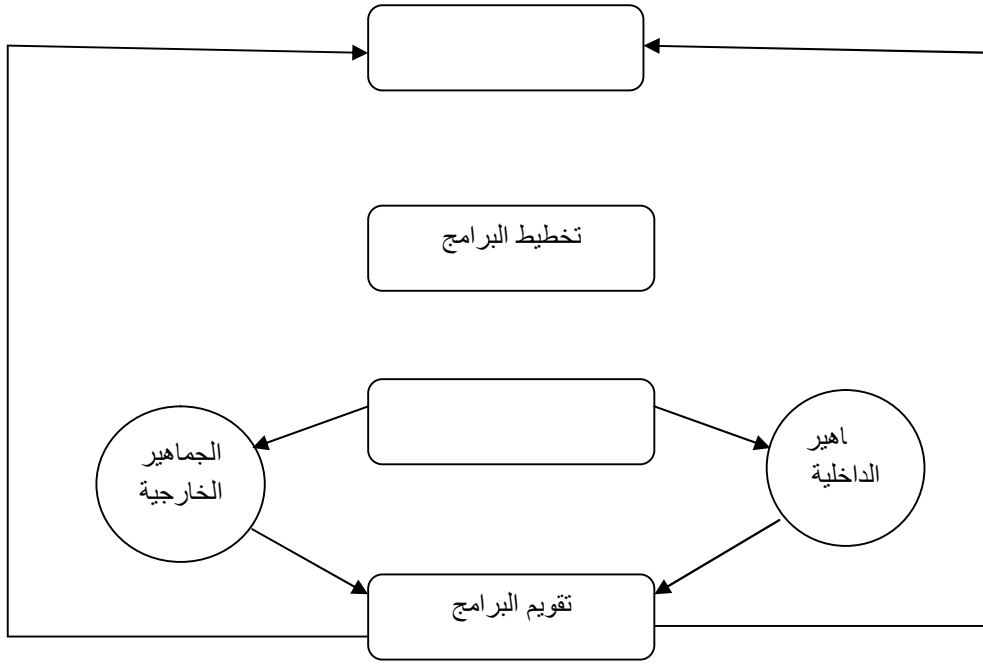 تخطيط البرامج
اهير
الداخلية
الجماهير
الخارجية
تقويم البرامج